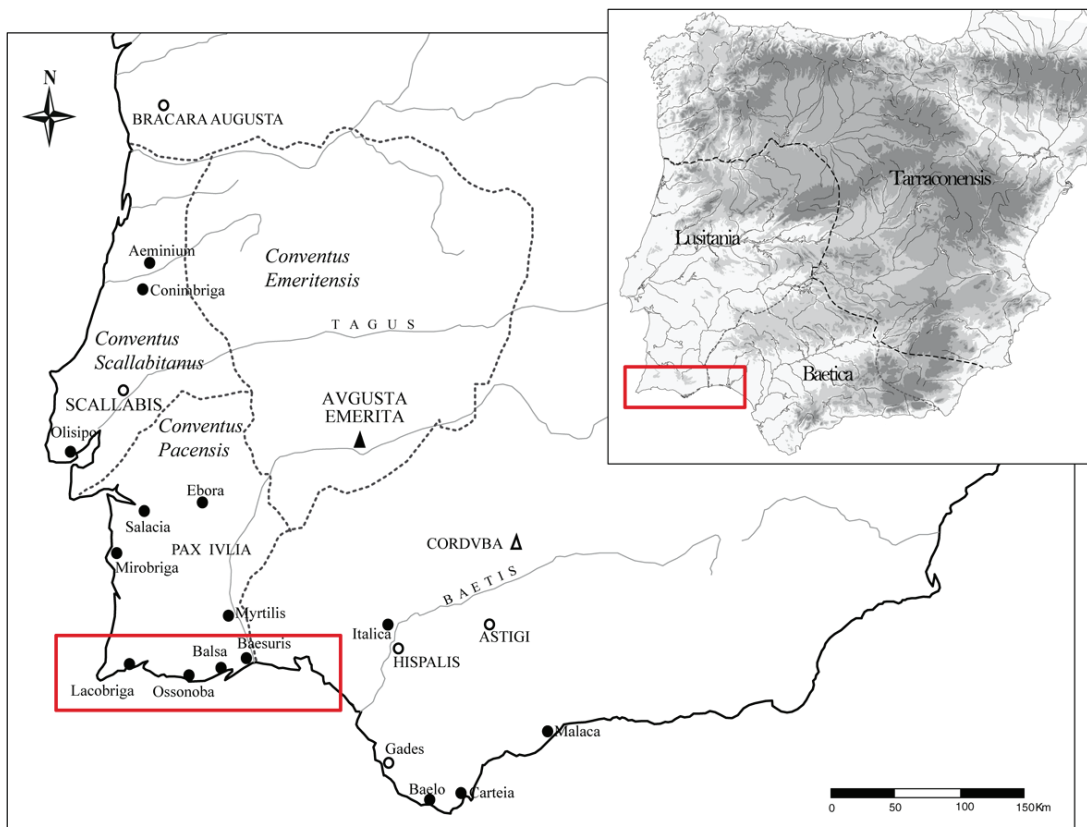 N
BRACARA AUGUSTA
Aeminium
Conimbriga
Conventus
Emeritensis
TAGUS
Conventus
Scallabitanus
SCALLABIS
Olisipo
Conventus
Pacensis
AVGUSTA
EMERITA
Ebora
Salacia
PAX IVLIA
Mirobriga
CORDVBA
BAETIS
Myrtilis
Italica
ASTIGI
HISPALIS
Baesuris
Balsa
Lacobriga
Ossonoba
Malaca
Gades
Baelo
Carteia
0 50 100 150Km
Tarraconensis
Lusitania
Baetica